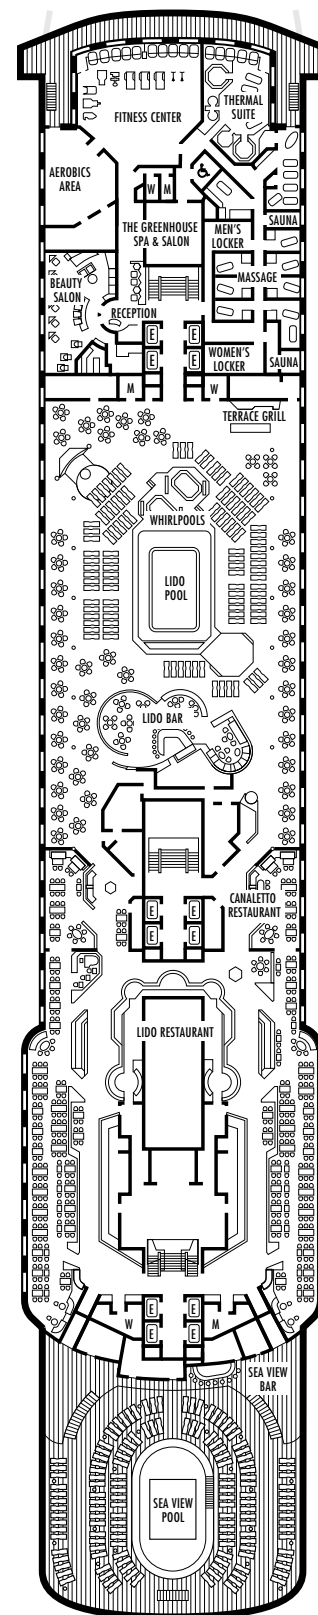 THERMAL
SUITE
FITNESS CENTER
AEROBICS
AREA
W M
THE GREENHOUSE
SPA & SALON
SAUNA
MEN'S
LOCKER
MASSAGE
BEAUTY
SALON
RECEPTION
E E
E E
WOMEN'S
LOCKER
SAUNA
M W
TERRACE GRILL
WHIRLPOOLS
LIDO
POOL
LIDO BAR
CANALETTO
RESTAURANT
E E
E E
LIDO RESTAURANT
W E E M
E E
SEA VIEW
BAR
SEA VIEW
POOL